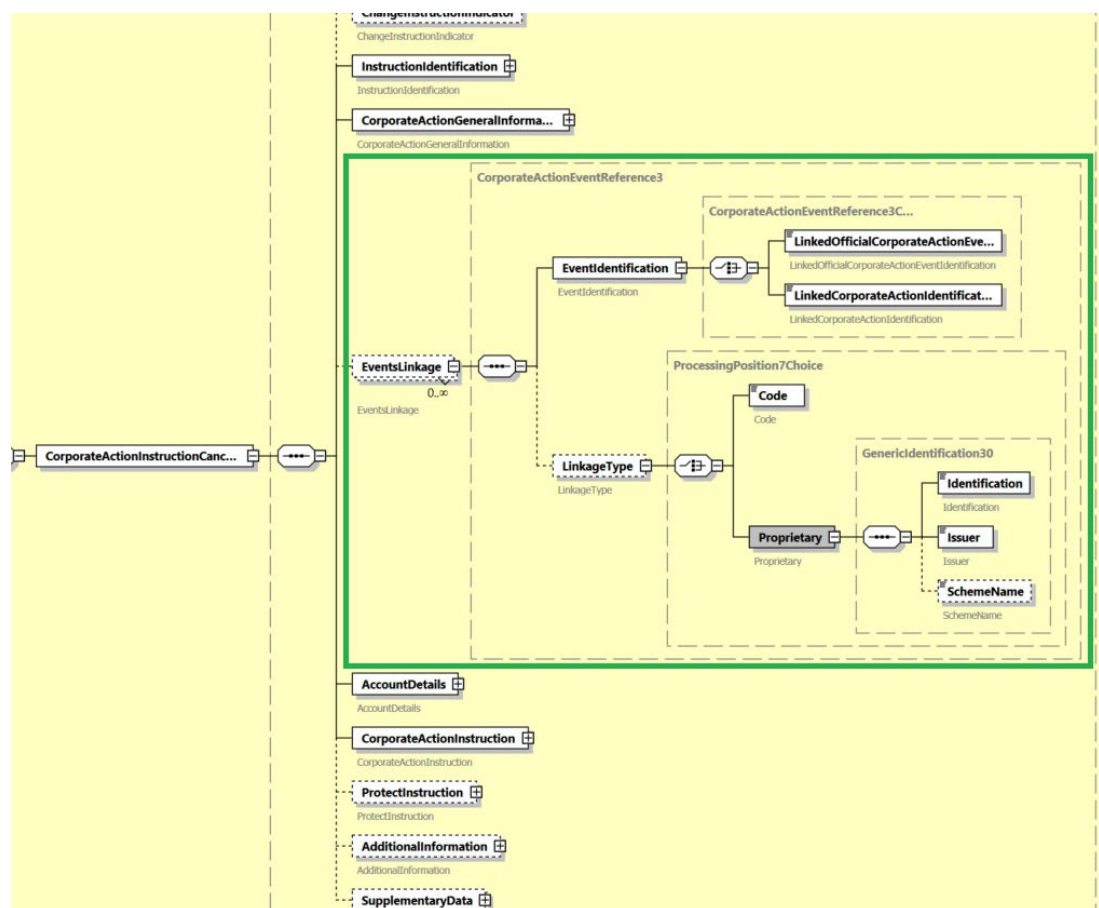 ChangeInstructionIndicator
ChangeInstructionIndicator
InstructionIdentification
InstructionIdentification
CorporateActionGeneralInforma...
CorporateActionGeneralInformation
CorporateActionEventReference3
CorporateActionEventReference3C...
LinkedOfficialCorporateActionEve...
LinkedOfficialCorporateActionEventIdentification
EventIdentification
EventIdentification
LinkedCorporateActionIdentificat...
LinkedCorporateActionIdentification
ProcessingPosition7Choice
EventsLinkage
0..∞
EventsLinkage
Code
Code
CorporateActionInstructionCanc...
GenericIdentification30
LinkageType
LinkageType
Identification
Identification
Proprietary
Proprietary
Issuer
Issuer
SchemeName
SchemeName
AccountDetails
AccountDetails
CorporateActionInstruction
CorporateActionInstruction
ProtectInstruction
ProtectInstruction
AdditionalInformation
AdditionalInformation
SupplementaryData